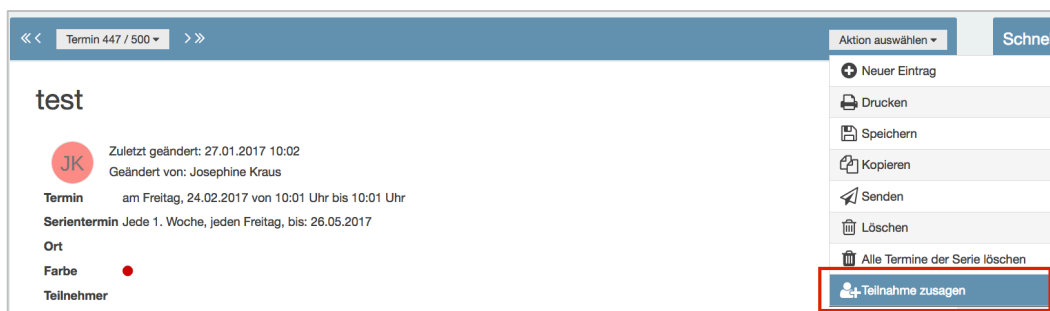 Termin 447 / 500
Aktion auswählen
Schne
Neuer Eintrag
test
Drucken
Speichern
JK
Zuletzt geändert: 27.01.2017 10:02
Geändert von: Josephine Kraus
Kopieren
Termin am Freitag, 24.02.2017 von 10:01 Uhr bis 10:01 Uhr
Senden
Serientermin Jede 1. Woche, jeden Freitag, bis: 26.05.2017
Löschen
Ort
Alle Termine der Serie löschen
Farbe
Teilnahme zusagen
Teilnehmer